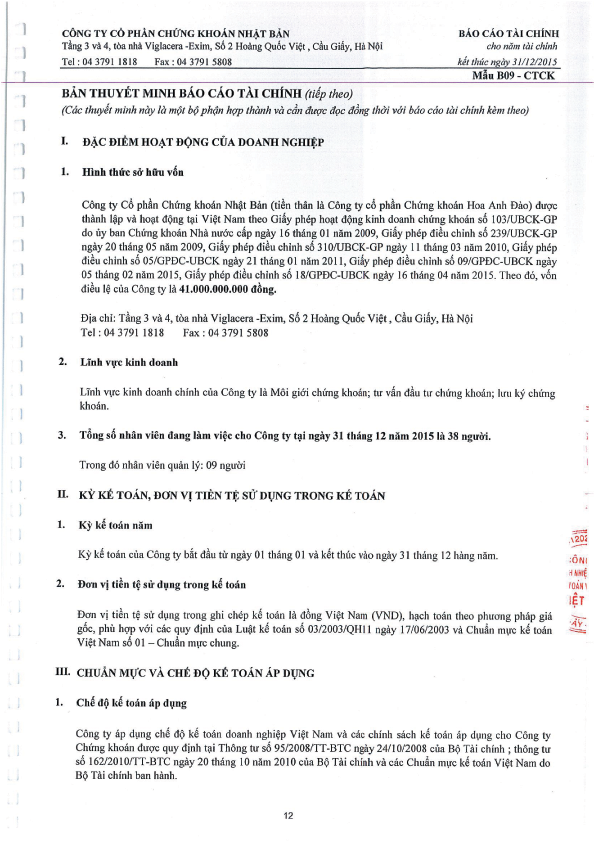 CÔNG TY CỔ PHẦN CHỨNG KHOÁN NHẬT BẢN
BÁO CÁO TÀI CHÍNH
Tầng 3 và 4, tòa nhà Viglacera -Exim, Số 2 Hoàng Quốc Việt , Cầu Giấy, Hà Nội
cho năm tài chính
Tel : 04 3791 1818 Fax : 04 3791 5808
kết thúc ngày 31/12/2015
Mẫu B09 - CTCK
BẢN THUYẾT MINH BÁO CÁO TÀI CHÍNH (tiếp theo)
(Các thuyết minh này là một bộ phận hợp thành và cần được đọc đồng thời với báo cáo tài chính kèm theo)
I. ĐẶC ĐIỂM HOẠT ĐỘNG CỦA DOANH NGHIỆP
1. Hình thức sở hữu vốn
Công ty Cổ phần Chứng khoán Nhật Bản (tiền thân là Công ty cổ phần Chứng khoán Hoa Anh Đào) được
thành lập và hoạt động tại Việt Nam theo Giấy phép hoạt động kinh doanh chứng khoán số 103/UBCK-GP
do ủy ban Chứng khoán Nhà nước cấp ngày 16 tháng 01 năm 2009, Giấy phép điều chỉnh số 239/UBCK-GP
ngày 20 tháng 05 năm 2009, Giấy phép điều chỉnh số 310/UBCK-GP ngày 11 tháng 03 năm 2010, Giấy phép
điều chỉnh số 05/GPĐC-UBCK ngày 21 tháng 01 năm 2011, Giấy phép điều chỉnh số 09/GPĐC-UBCK ngày
05 tháng 02 năm 2015, Giấy phép điều chỉnh số 18/GPĐC-UBCK ngày 16 tháng 04 năm 2015. Theo đó, vốn
điều lệ của Công ty là 41.000.000.000 đồng.
Địa chỉ: Tầng 3 và 4, tòa nhà Viglacera -Exim, Số 2 Hoàng Quốc Việt , Cầu Giấy, Hà Nội
Tel : 04 3791 1818 Fax : 04 3791 5808
2. Lĩnh vực kinh doanh
Lĩnh vực kinh doanh chính của Công ty là Môi giới chứng khoán; tư vấn đầu tư chứng khoán; lưu ký chứng
khoán.
3. Tổng số nhân viên đang làm việc cho Công ty tại ngày 31 tháng 12 năm 2015 là 38 người.
Trong đó nhân viên quản lý: 09 người
II. KỲ KẾ TOÁN, ĐƠN VỊ TIỀN TỆ SỬ DỤNG TRONG KẾ TOÁN
1. Kỳ kế toán năm
Kỳ kế toán của Công ty bắt đầu từ ngày 01 tháng 01 và kết thúc vào ngày 31 tháng 12 hàng năm.
2. Đơn vị tiền tệ sử dụng trong kế toán
Đơn vị tiền tệ sử dụng trong ghi chép kế toán là đồng Việt Nam (VND), hạch toán theo phương pháp giá
gốc, phù hợp với các quy định của Luật kế toán số 03/2003/QH11 ngày 17/06/2003 và Chuẩn mực kế toán
Việt Nam số 01 – Chuẩn mực chung.
III. CHUẨN MỰC VÀ CHẾ ĐỘ KẾ TOÁN ÁP DỤNG
1. Chế độ kế toán áp dụng
Công ty áp dụng chế độ kế toán doanh nghiệp Việt Nam và các chính sách kế toán áp dụng cho Công ty
Chứng khoán được quy định tại Thông tư số 95/2008/TT-BTC ngày 24/10/2008 của Bộ Tài chính ; thông tư
số 162/2010/TT-BTC ngày 20 tháng 10 năm 2010 của Bộ Tài chính và các Chuẩn mực kế toán Việt Nam do
Bộ Tài chính ban hành.
12